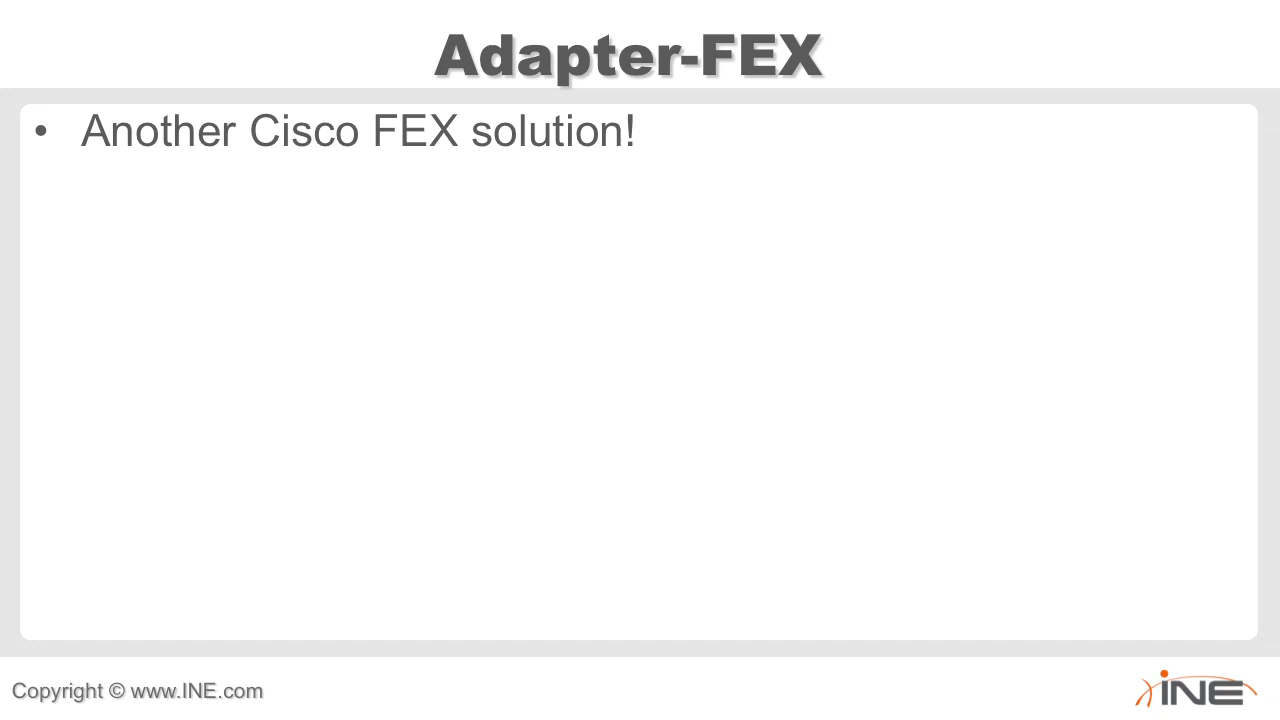 Adapter-FEX
• Another Cisco FEX solution!
Copyright © www.INE.com
INE